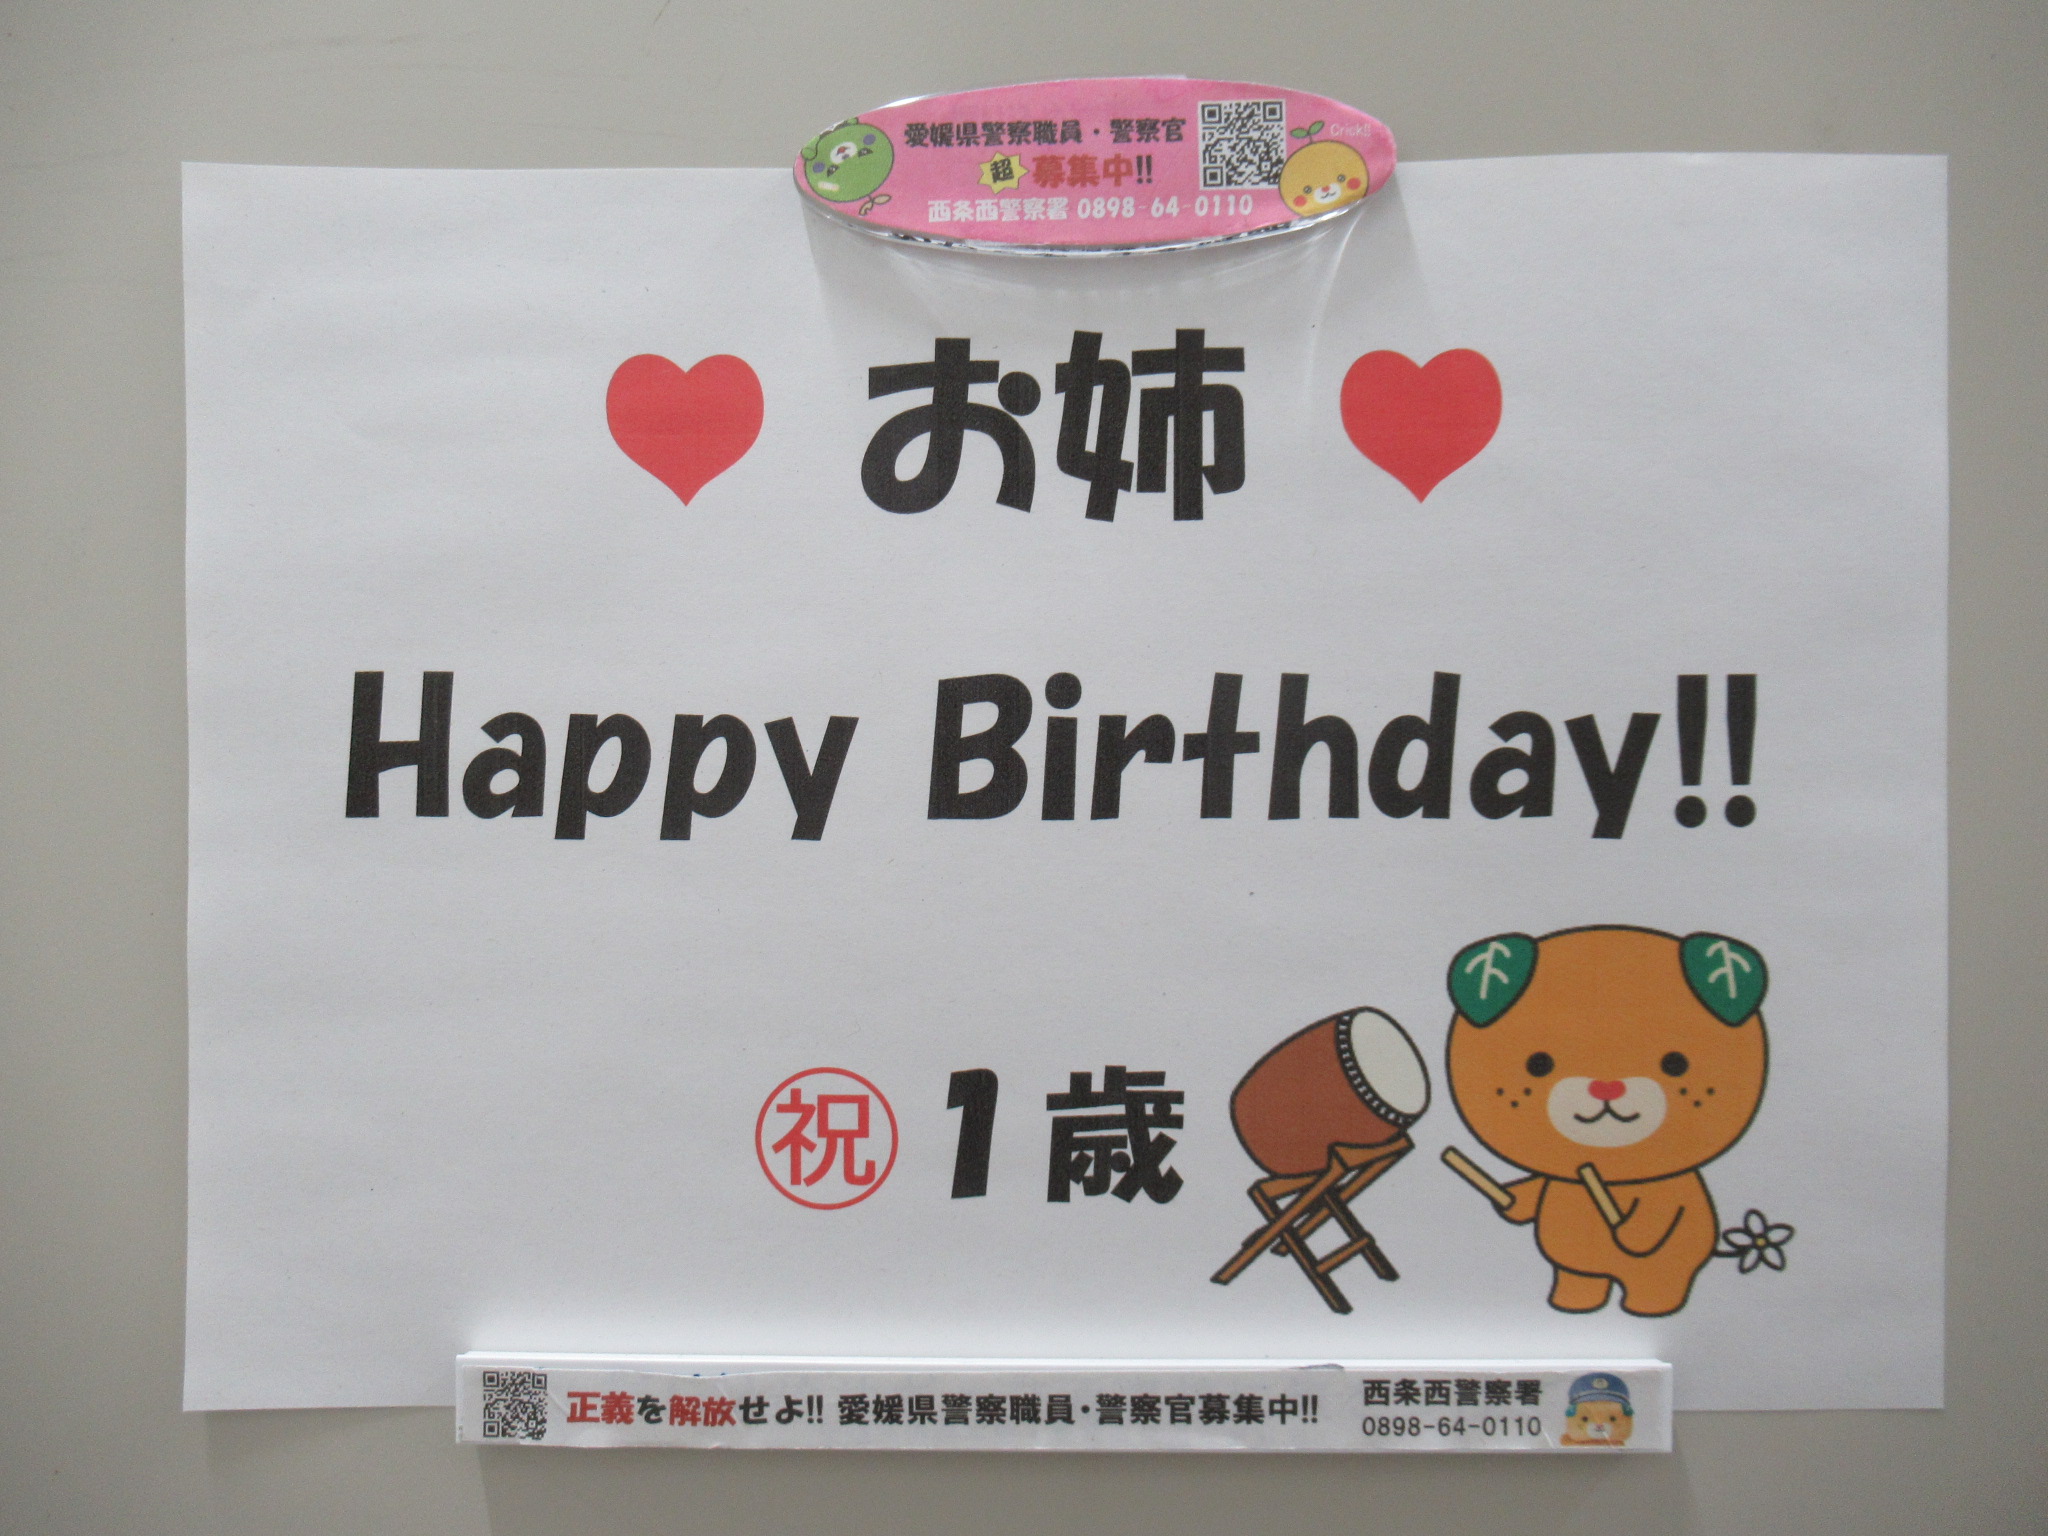 愛媛県警察職員・警察官
超 募集中!!
Crick!!
西条西警察署 0898-64-0110
♥ お姉 ♥
Happy Birthday!!
㊗ 1歳
正義を解放せよ!! 愛媛県警察職員・警察官募集中!!
西条西警察署
0898-64-0110